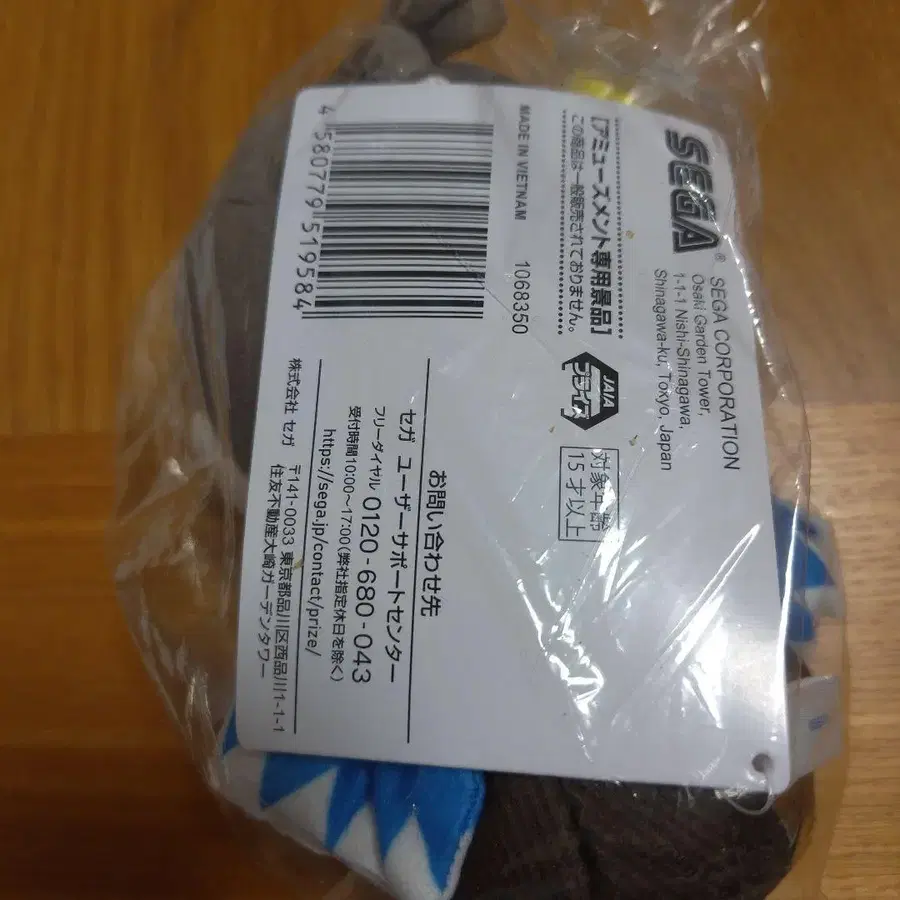 SEGA®
SEGA CORPORATION
Osaki Garden Tower,
1-1-1 Nishi-Shinagawa,
Shinagawa-ku, Tokyo, Japan
[アミューズメント専用景品]
この商品は一般販売されておりません。
JAIA
プライズ
対象年齢
15才以上
MADE IN VIETNAM
1068350
4 580779 519584
お問い合わせ先
セガ ユーザーサポートセンター
フリーダイヤル 0120-680-043
受付時間10:00~17:00(弊社指定休日を除く)
https://sega.jp/contact/prize/
株式会社 セガ 〒141-0033 東京都品川区西品川1-1-1
住友不動産大崎ガーデンタワー